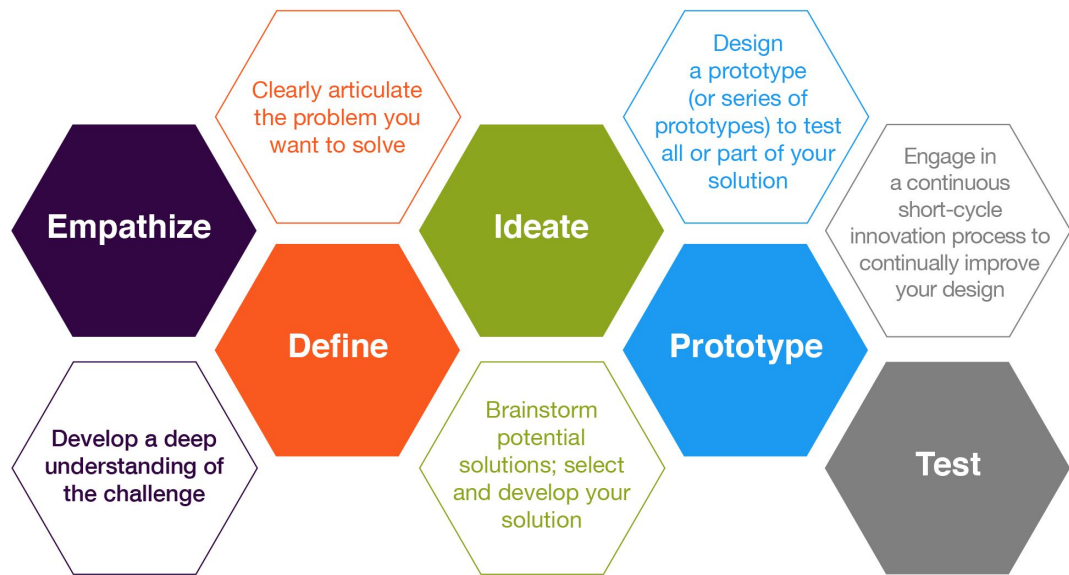 Empathize
Develop a deep
understanding of
the challenge
Clearly articulate
the problem you
want to solve
Define
Ideate
Brainstorm
potential
solutions; select
and develop your
solution
Design
a prototype
(or series of
prototypes) to test
all or part of your
solution
Prototype
Engage in
a continuous
short-cycle
innovation process to
continually improve
your design
Test